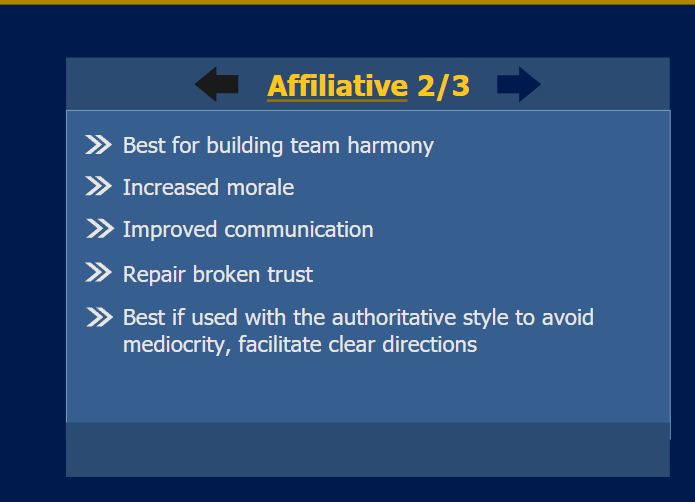 Affiliative 2/3
Best for building team harmony
Increased morale
Improved communication
Repair broken trust
Best if used with the authoritative style to avoid
mediocrity, facilitate clear directions